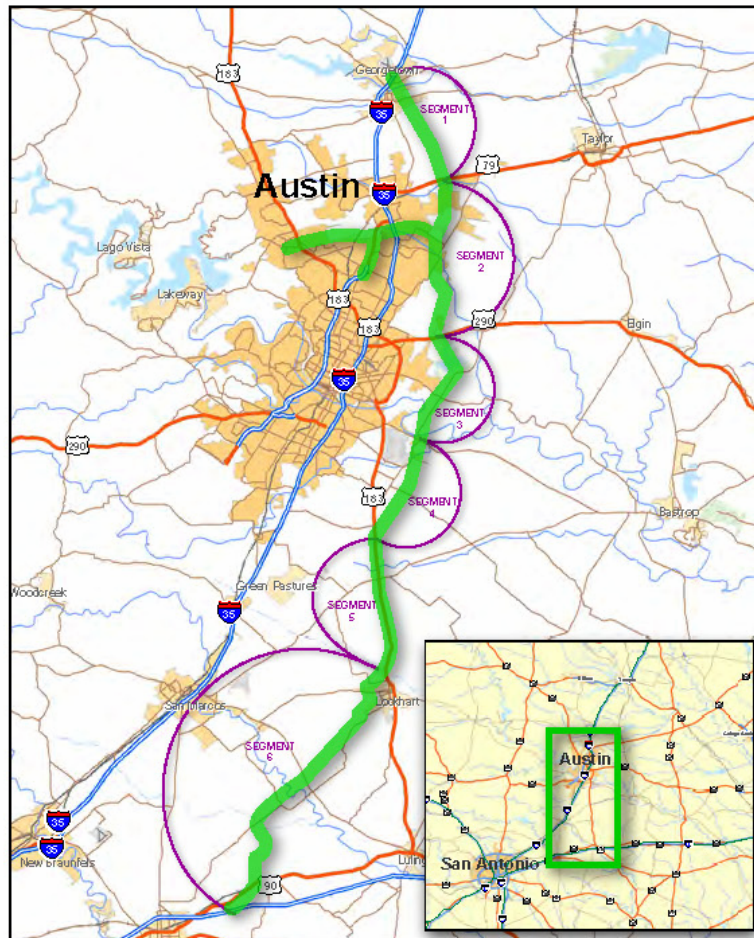 Georgetown
183
SEGMENT
1
35
Taylor
79
Austin
35
Lago Vista
SEGMENT
2
Lakeway
183
290
Elgin
183
35
SEGMENT
3
290
183
SEGMENT
4
Bastrop
Woodcreek
Green Pastures
35
SEGMENT
5
San Marcos
Lockhart
SEGMENT
6
Austin
35
35
New Braunfels
Luling
San Antonio
90